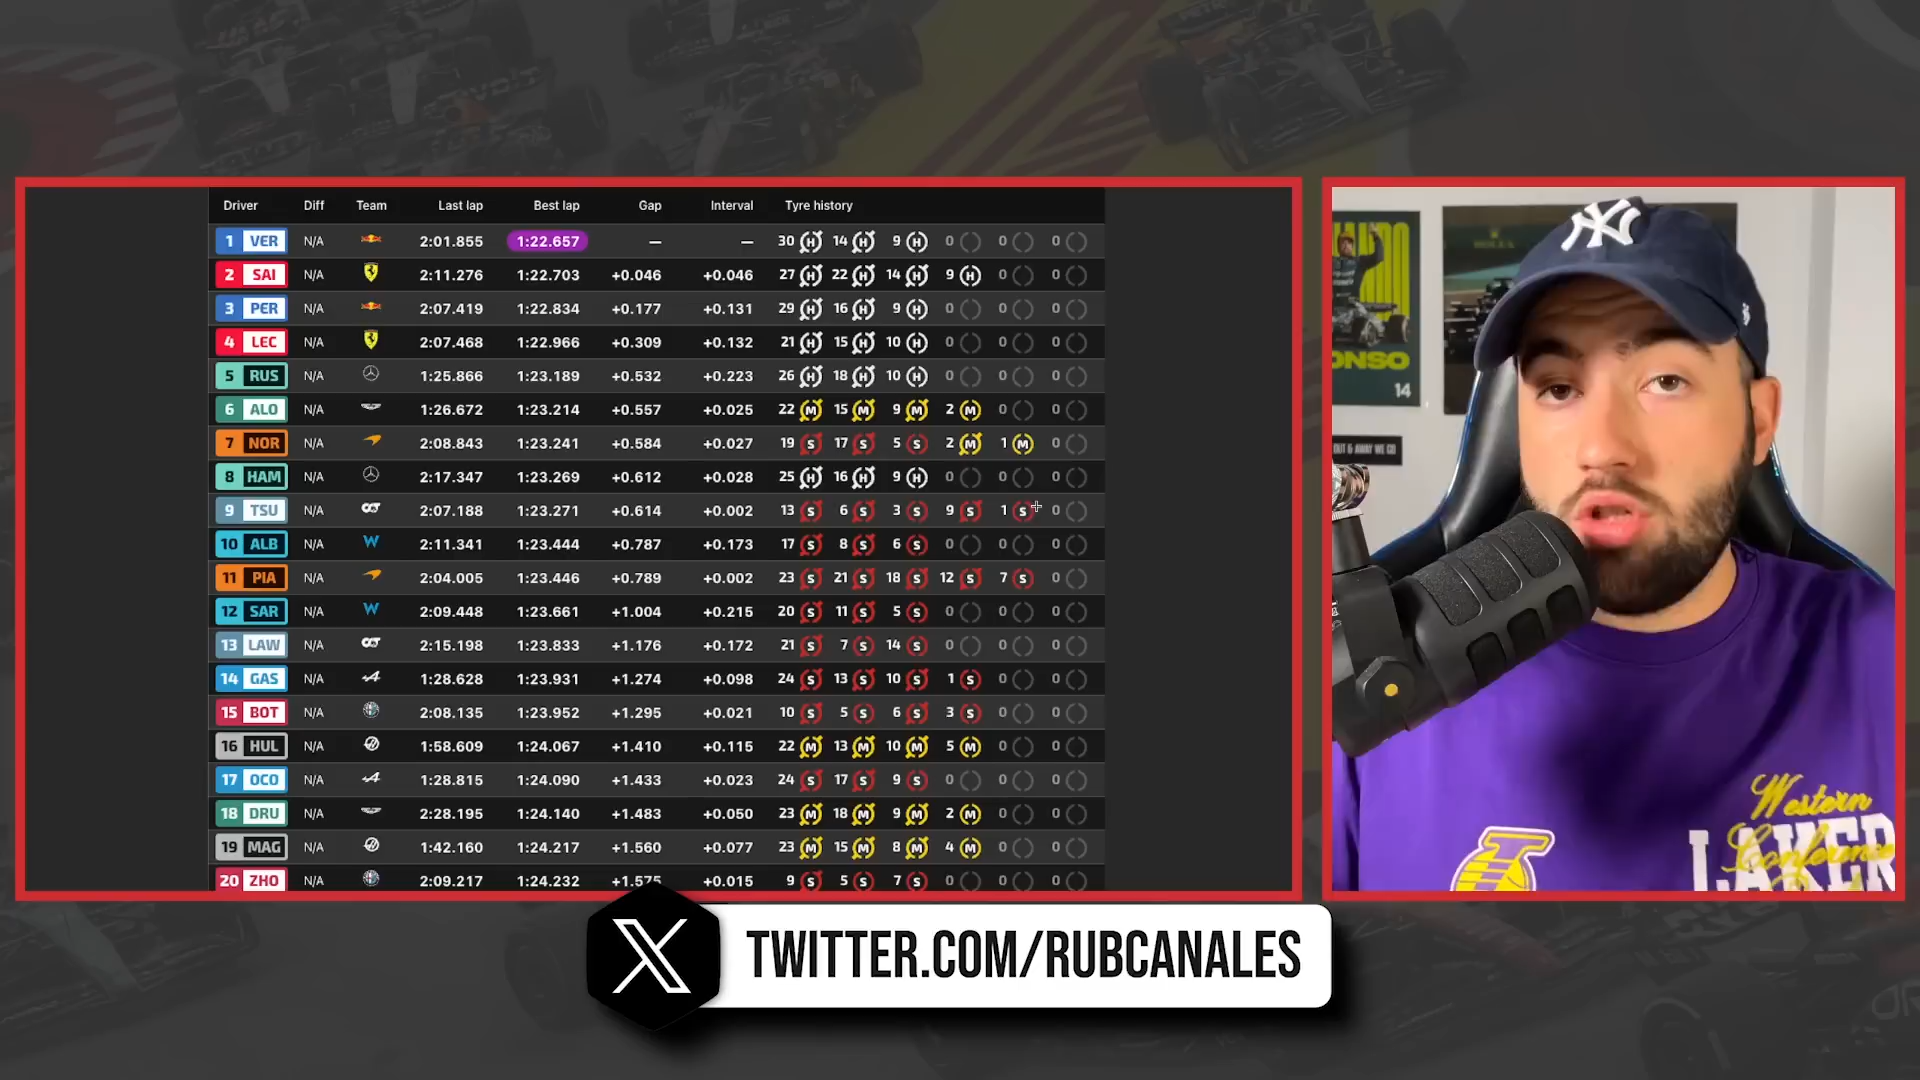 Driver Diff Team Last lap Best lap Gap Interval Tyre history
1 VER N/A 2:01.855 1:22.657 — — 30 H 14 H 9 H 0 0 0
2 SAI N/A 2:11.276 1:22.703 +0.046 +0.046 27 H 22 H 14 H 9 H 0 0
3 PER N/A 2:07.419 1:22.834 +0.177 +0.131 29 H 16 H 9 H 0 0 0
4 LEC N/A 2:07.468 1:22.966 +0.309 +0.132 21 H 15 H 10 H 0 0 0
5 RUS N/A 1:25.866 1:23.189 +0.532 +0.223 26 H 18 H 10 H 0 0 0
6 ALO N/A 1:26.672 1:23.214 +0.557 +0.025 22 M 15 M 9 M 2 M 0 0
7 NOR N/A 2:08.843 1:23.241 +0.584 +0.027 19 S 17 S 5 S 2 M 1 M 0
8 HAM N/A 2:17.347 1:23.269 +0.612 +0.028 25 H 16 H 9 H 0 0 0
9 TSU N/A 2:07.188 1:23.271 +0.614 +0.002 13 S 6 S 3 S 9 S 1 S 0
10 ALB N/A W 2:11.341 1:23.444 +0.787 +0.173 17 S 8 S 6 S 0 0 0
11 PIA N/A 2:04.005 1:23.446 +0.789 +0.002 23 S 21 S 18 S 12 S 7 S 0
12 SAR N/A W 2:09.448 1:23.661 +1.004 +0.215 20 S 11 S 5 S 0 0 0
13 LAW N/A 2:15.198 1:23.833 +1.176 +0.172 21 S 7 S 14 S 0 0 0
14 GAS N/A 1:28.628 1:23.931 +1.274 +0.098 24 S 13 S 10 S 1 S 0 0
15 BOT N/A 2:08.135 1:23.952 +1.295 +0.021 10 S 5 S 6 S 3 S 0 0
16 HUL N/A 1:58.609 1:24.067 +1.410 +0.115 22 M 13 M 10 M 5 M 0 0
17 OCO N/A 1:28.815 1:24.090 +1.433 +0.023 24 S 17 S 9 S 0 0 0
18 DRU N/A 2:28.195 1:24.140 +1.483 +0.050 23 M 18 M 9 M 2 M 0 0
19 MAG N/A 1:42.160 1:24.217 +1.560 +0.077 23 M 15 M 8 M 4 M 0 0
20 ZHO N/A 2:09.217 1:24.232 +1.575 +0.015 9 S 5 S 7 S 0 0 0
NY
ROLEX
ONSO
14
OUT & AWAY WE GO
Western
LAKER
Conference
X TWITTER.COM/RUBCANALES